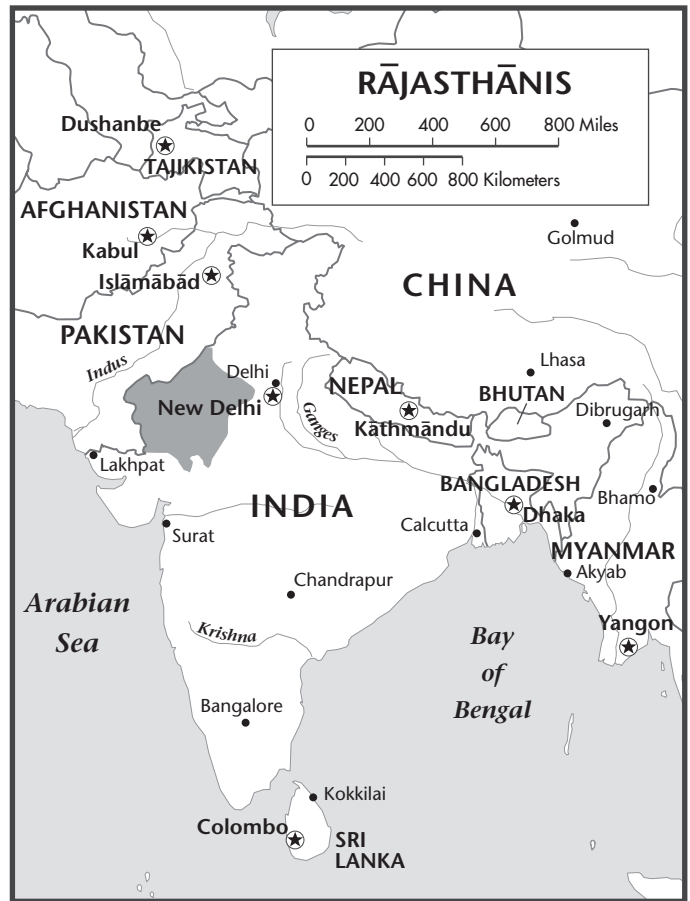 RĀJASTHĀNIS
0 200 400 600 800 Miles
0 200 400 600 800 Kilometers
Dushanbe
TAJIKISTAN
AFGHANISTAN
Kabul
Golmud
Islāmābād
CHINA
PAKISTAN
Indus
Delhi
New Delhi
Ganges
NEPAL
Kāthmāndu
Lhasa
BHUTAN
Dibrugarh
Lakhpat
BANGLADESH
Dhaka
Bhamo
INDIA
Surat
Calcutta
MYANMAR
Akyab
Chandrapur
Arabian
Sea
Krishna
Yangon
Bay
of
Bengal
Bangalore
Kokkilai
Colombo
SRI
LANKA